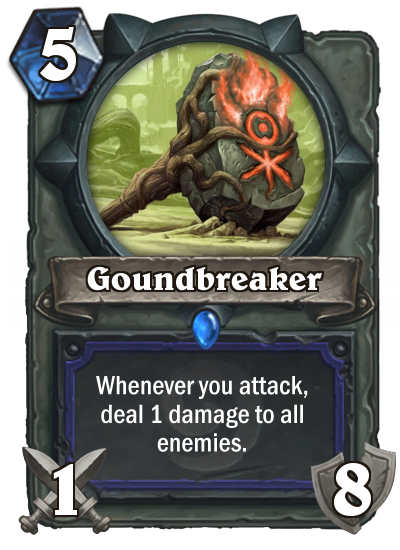 5
Goundbreaker
Whenever you attack,
deal 1 damage to all
enemies.
1
8